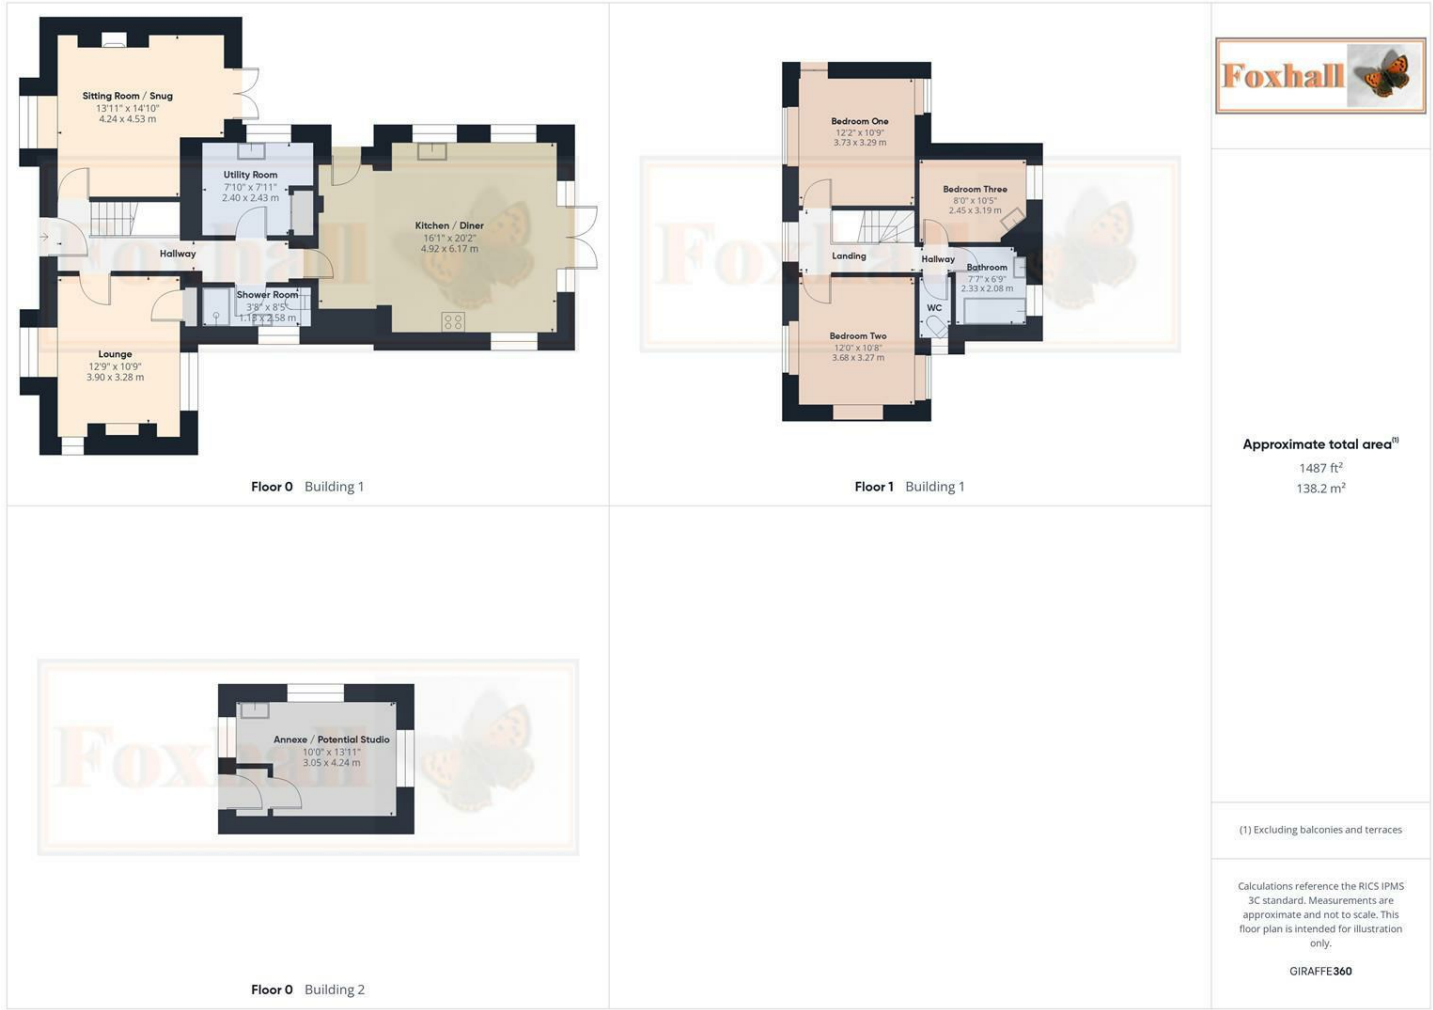 Sitting Room / Snug
13'11" x 14'10"
4.24 x 4.53 m
Utility Room
7'10" x 7'11"
2.40 x 2.43 m
Kitchen / Diner
16'1" x 20'2"
4.92 x 6.17 m
Hallway
Shower Room
3'8" x 8'5"
1.13 x 2.58 m
Lounge
12'9" x 10'9"
3.90 x 3.28 m
Foxhall
Floor 0 Building 1
Bedroom One
12'2" x 10'9"
3.73 x 3.29 m
Bedroom Three
8'0" x 10'5"
2.45 x 3.19 m
Landing
Hallway
Bathroom
7'7" x 6'9"
2.33 x 2.08 m
WC
Bedroom Two
12'0" x 10'8"
3.68 x 3.27 m
Foxhall
Floor 1 Building 1
Annexe / Potential Studio
10'0" x 13'11"
3.05 x 4.24 m
Foxhall
Floor 0 Building 2
Foxhall
Approximate total area(1)
1487 ft²
138.2 m²
(1) Excluding balconies and terraces
Calculations reference the RICS IPMS
3C standard. Measurements are
approximate and not to scale. This
floor plan is intended for illustration
only.
GIRAFFE360